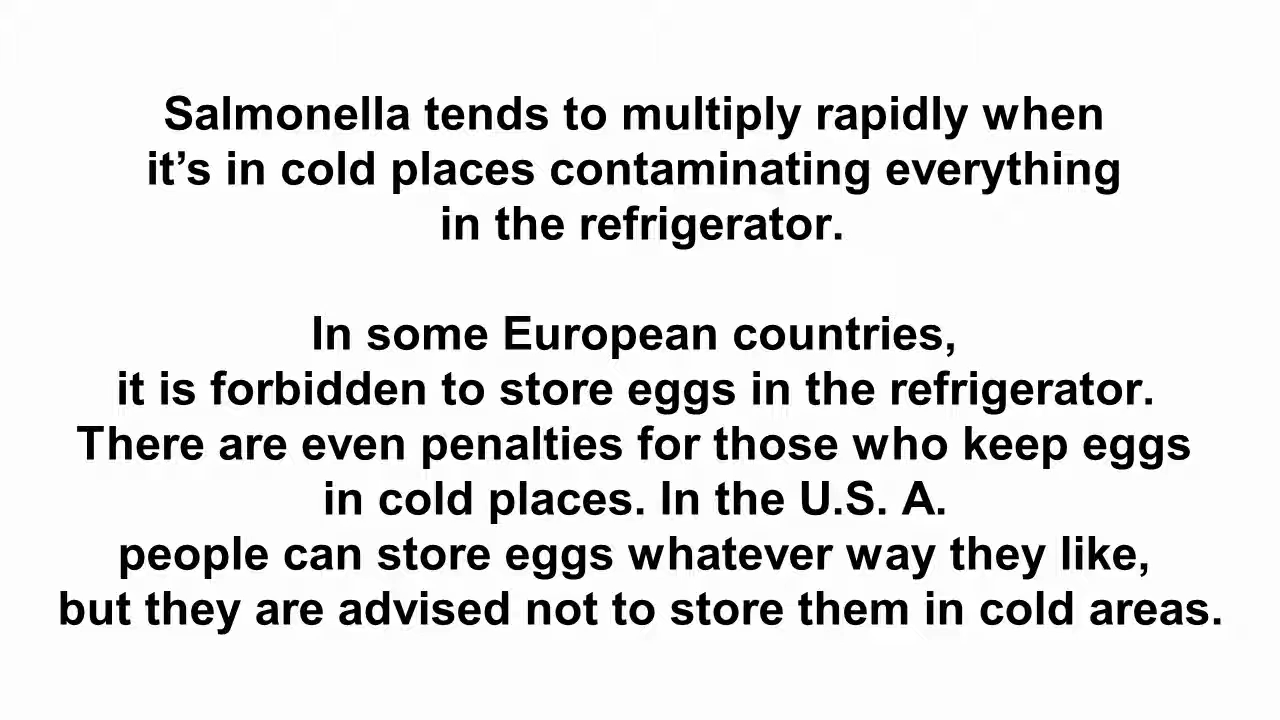 Salmonella tends to multiply rapidly when
it’s in cold places contaminating everything
in the refrigerator.
In some European countries,
it is forbidden to store eggs in the refrigerator.
There are even penalties for those who keep eggs
in cold places. In the U.S. A.
people can store eggs whatever way they like,
but they are advised not to store them in cold areas.